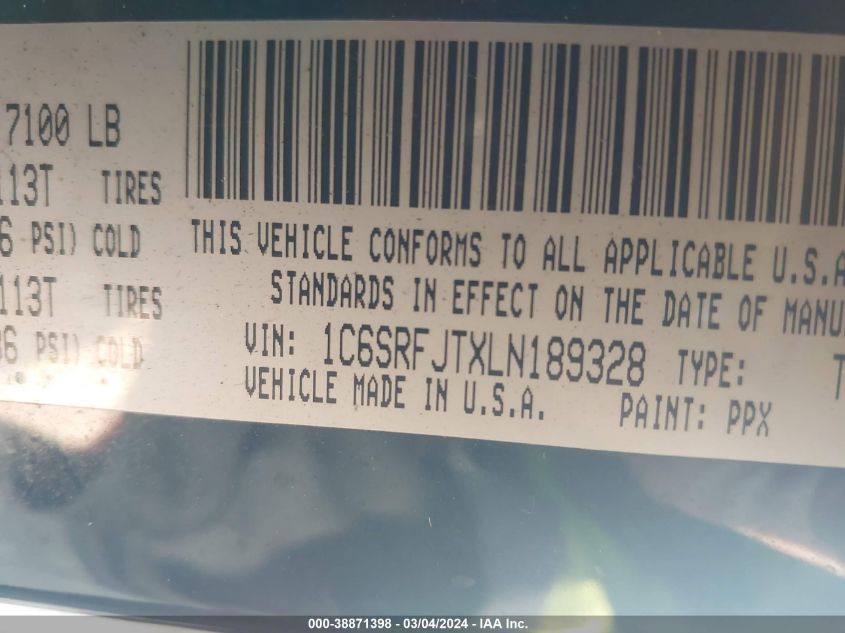 7100 LB
113T TIRES
6 PSI) COLD
113T TIRES
36 PSI) COLD
THIS VEHICLE CONFORMS TO ALL APPLICABLE U.S.A
STANDARDS IN EFFECT ON THE DATE OF MANU
VIN: 1C6SRFJTXLN189328 TYPE: T
VEHICLE MADE IN U.S.A. PAINT: PPX
000-38871398 - 03/04/2024 - IAA Inc.